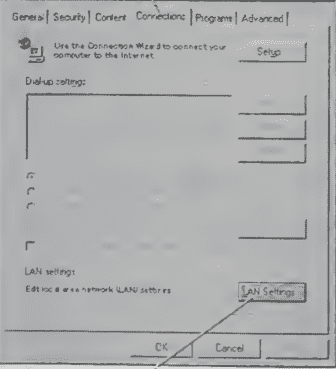 General Security Content Connections Programs Advanced
Use the Connection Wizard to connect your
computer to the Internet
Setup
Dial-up settings
LAN settings
Edit local area network (LAN) settings
LAN Settings
OK Cancel